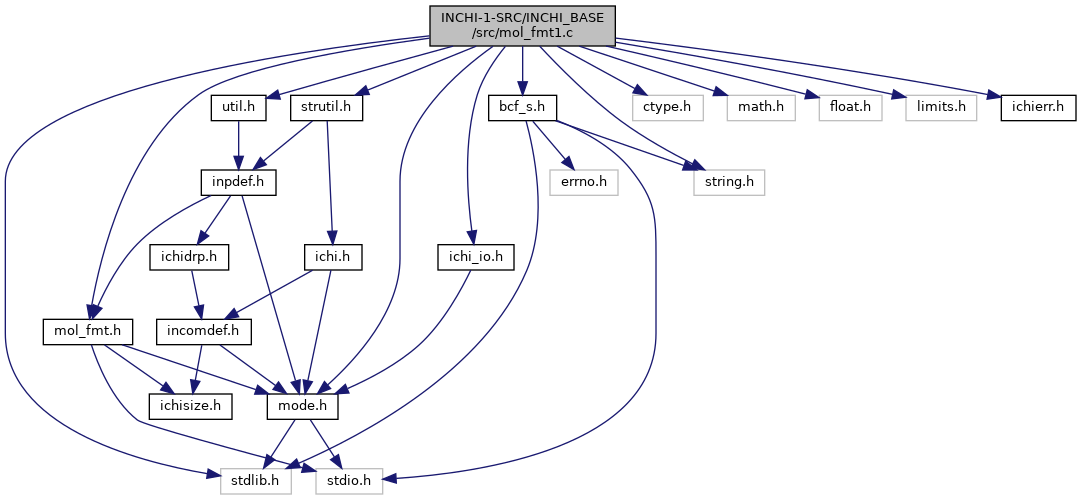 INCHI-1-SRC/INCHI_BASE
/src/mol_fmt1.c
util.h
strutil.h
bcf_s.h
ctype.h
math.h
float.h
limits.h
ichierr.h
inpdef.h
errno.h
string.h
ichidrp.h
ichi.h
ichi_io.h
mol_fmt.h
incomdef.h
ichisize.h
mode.h
stdlib.h
stdio.h